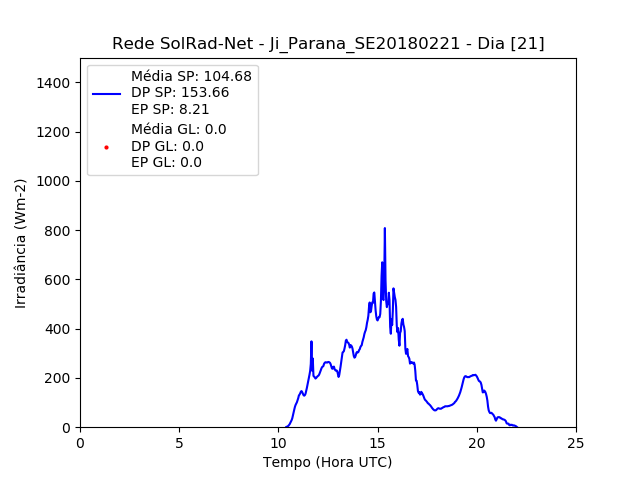 Rede SolRad-Net - Ji_Parana_SE20180221 - Dia [21]
Média SP: 104.68
DP SP: 153.66
EP SP: 8.21
Média GL: 0.0
DP GL: 0.0
EP GL: 0.0
Irradiância (Wm-2)
1400
1200
1000
800
600
400
200
0
0 5 10 15 20 25
Tempo (Hora UTC)